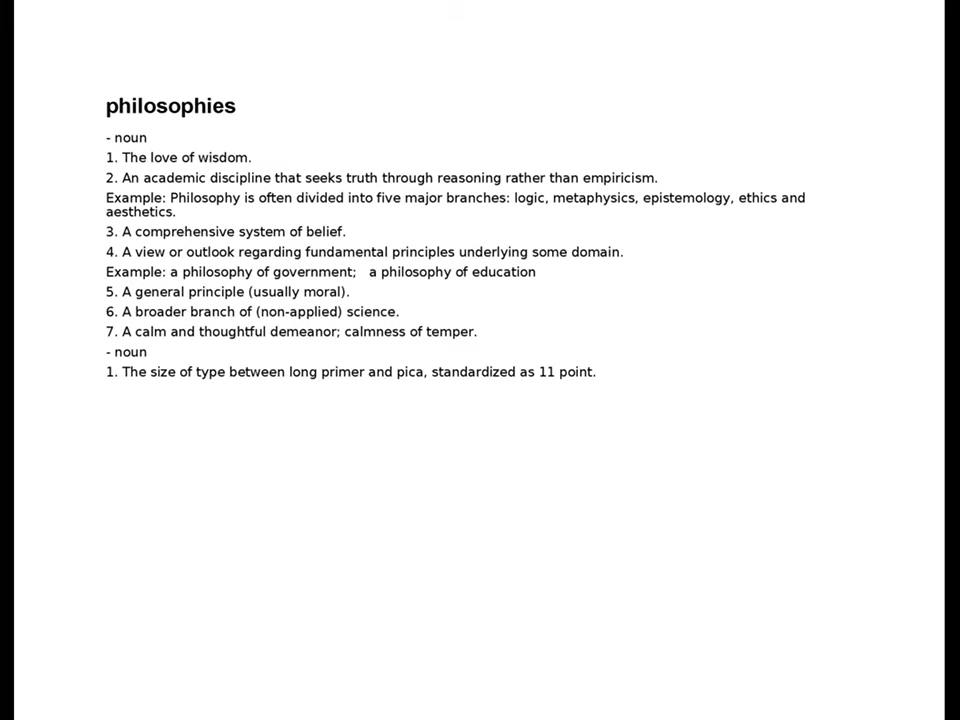 philosophies
- noun
1. The love of wisdom.
2. An academic discipline that seeks truth through reasoning rather than empiricism.
Example: Philosophy is often divided into five major branches: logic, metaphysics, epistemology, ethics and
aesthetics.
3. A comprehensive system of belief.
4. A view or outlook regarding fundamental principles underlying some domain.
Example: a philosophy of government;   a philosophy of education
5. A general principle (usually moral).
6. A broader branch of (non-applied) science.
7. A calm and thoughtful demeanor; calmness of temper.
- noun
1. The size of type between long primer and pica, standardized as 11 point.